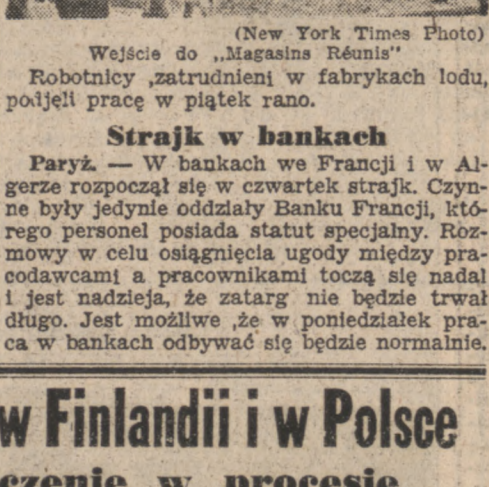 (New York Times Photo)
Wejście do „Magasins Réunis"
Robotnicy ,zatrudnieni w fabrykach lodu,
podjęli pracę w piątek rano.
Strajk w bankach
Paryż. — W bankach we Francji i w Al-
gerze rozpoczął się w czwartek strajk. Czyn-
ne były jedynie oddziały Banku Francji, któ-
rego personel posiada statut specjalny. Roz-
mowy w celu osiągnięcia ugody między pra-
codawcami a pracownikami toczą się nadal
i jest nadzieja, że zatarg nie będzie trwał
długo. Jest możliwe ,że w poniedziałek pra-
ca w bankach odbywać się będzie normalnie.
w Finlandii i w Polsce
czenie w procesie